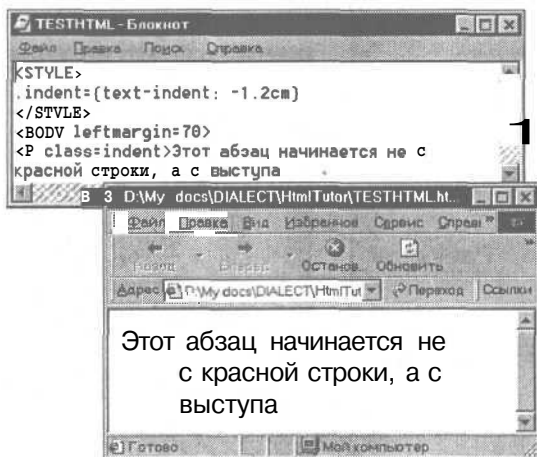 TESTHTML - Блокнот
Файл Правка Поиск Справка
<STYLE>
.indent={text-indent: -1.2cm}
</STVLE>
<BODV leftmargin=70>
<P class=indent>Этот абзац начинается не с
красной строки, а с выступа
1
В 3 D:\My docs\DIALECT\HtmlTutor\TESTHTML.ht...
Файл Правка Вид Избранное Сервис Справ »
Назад Вперед Останов... Обновить »
Адрес D:\My docs\DIALECT\HtmlTut Переход Ссылки
Этот абзац начинается не
с красной строки, а с
выступа
Готово Мой компьютер